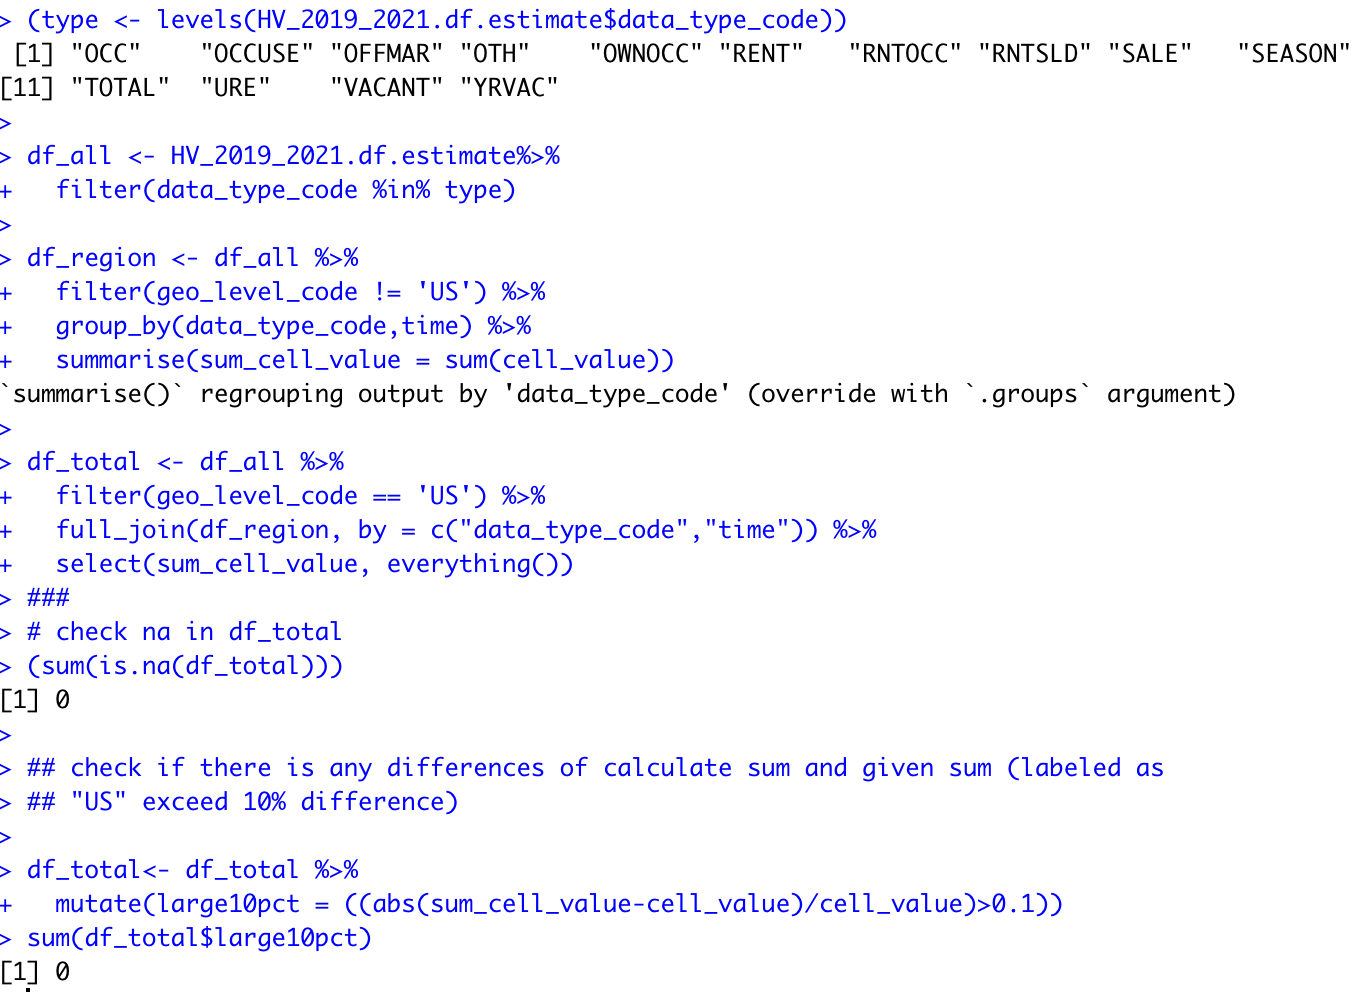 > (type <- levels(HV_2019_2021.df.estimate$data_type_code))
 [1] "OCC"    "OCCUSE" "OFFMAR" "OTH"    "OWNOCC" "RENT"   "RNTOCC" "RNTSLD" "SALE"   "SEASON"
[11] "TOTAL"  "URE"    "VACANT" "YRVAC"
>
> df_all <- HV_2019_2021.df.estimate%>%
+   filter(data_type_code %in% type)
>
> df_region <- df_all %>%
+   filter(geo_level_code != 'US') %>%
+   group_by(data_type_code,time) %>%
+   summarise(sum_cell_value = sum(cell_value))
`summarise()` regrouping output by 'data_type_code' (override with `.groups` argument)
>
> df_total <- df_all %>%
+   filter(geo_level_code == 'US') %>%
+   full_join(df_region, by = c("data_type_code","time")) %>%
+   select(sum_cell_value, everything())
> ###
> # check na in df_total
> (sum(is.na(df_total)))
[1] 0
>
> ## check if there is any differences of calculate sum and given sum (labeled as
> ## "US" exceed 10% difference)
>
> df_total<- df_total %>%
+   mutate(large10pct = ((abs(sum_cell_value-cell_value)/cell_value)>0.1))
> sum(df_total$large10pct)
[1] 0